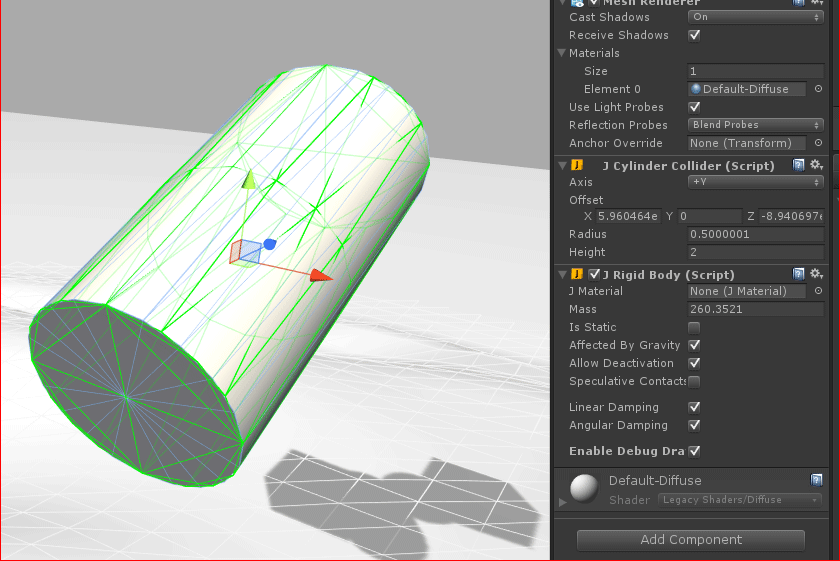 Mesh Renderer
Cast Shadows On
Receive Shadows
Materials
Size 1
Element 0 Default-Diffuse
Use Light Probes
Reflection Probes Blend Probes
Anchor Override None (Transform)
J Cylinder Collider (Script)
Axis +Y
Offset
X 5.960464e Y 0 Z -8.940697e
Radius 0.5000001
Height 2
J Rigid Body (Script)
J Material None (J Material)
Mass 260.3521
Is Static
Affected By Gravity
Allow Deactivation
Speculative Contacts
Linear Damping
Angular Damping
Enable Debug Dra
Default-Diffuse
Shader Legacy Shaders/Diffuse
Add Component